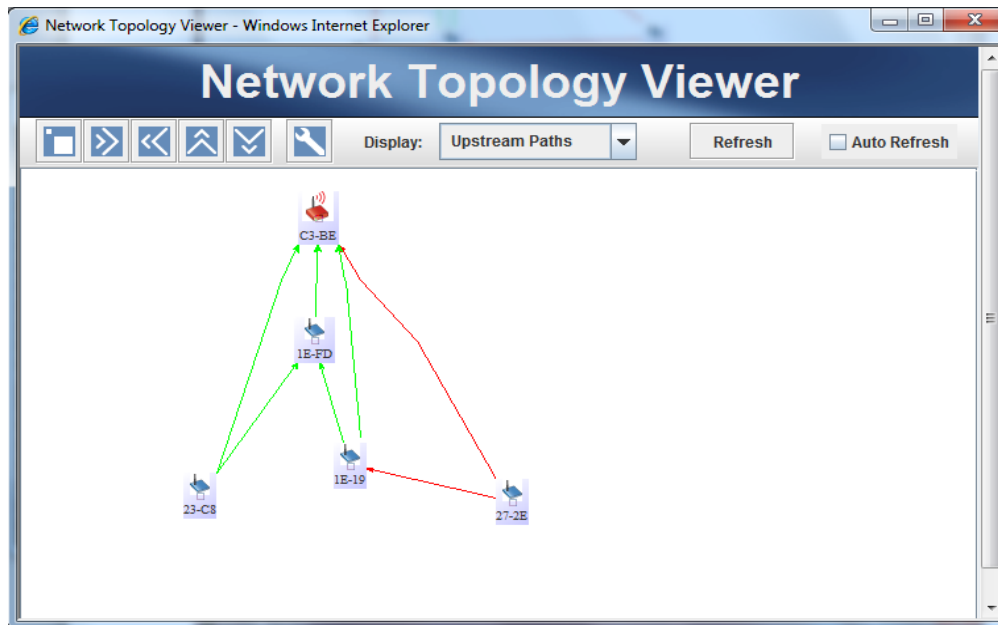 Network Topology Viewer - Windows Internet Explorer
Network Topology Viewer
Display: Upstream Paths Refresh Auto Refresh
C3-BE
1E-FD
1E-19
23-C8
27-2E